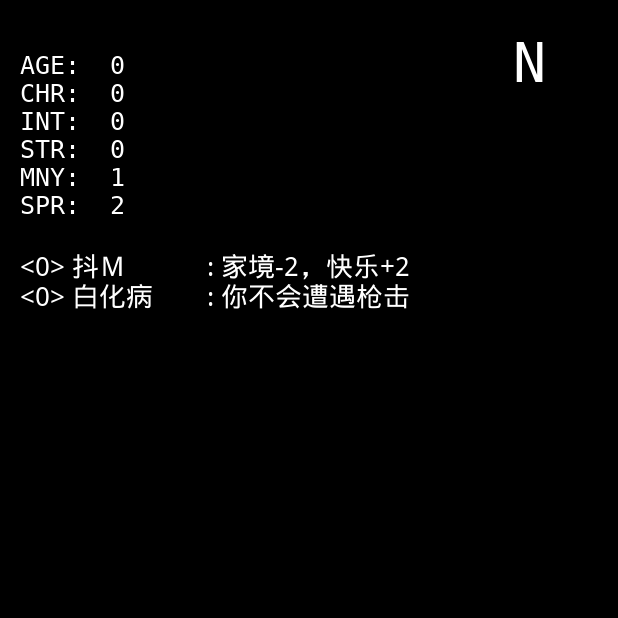 N
AGE: 0
CHR: 0
INT: 0
STR: 0
MNY: 1
SPR: 2
<0> 抖M : 家境-2，快乐+2
<0> 白化病 : 你不会遭遇枪击